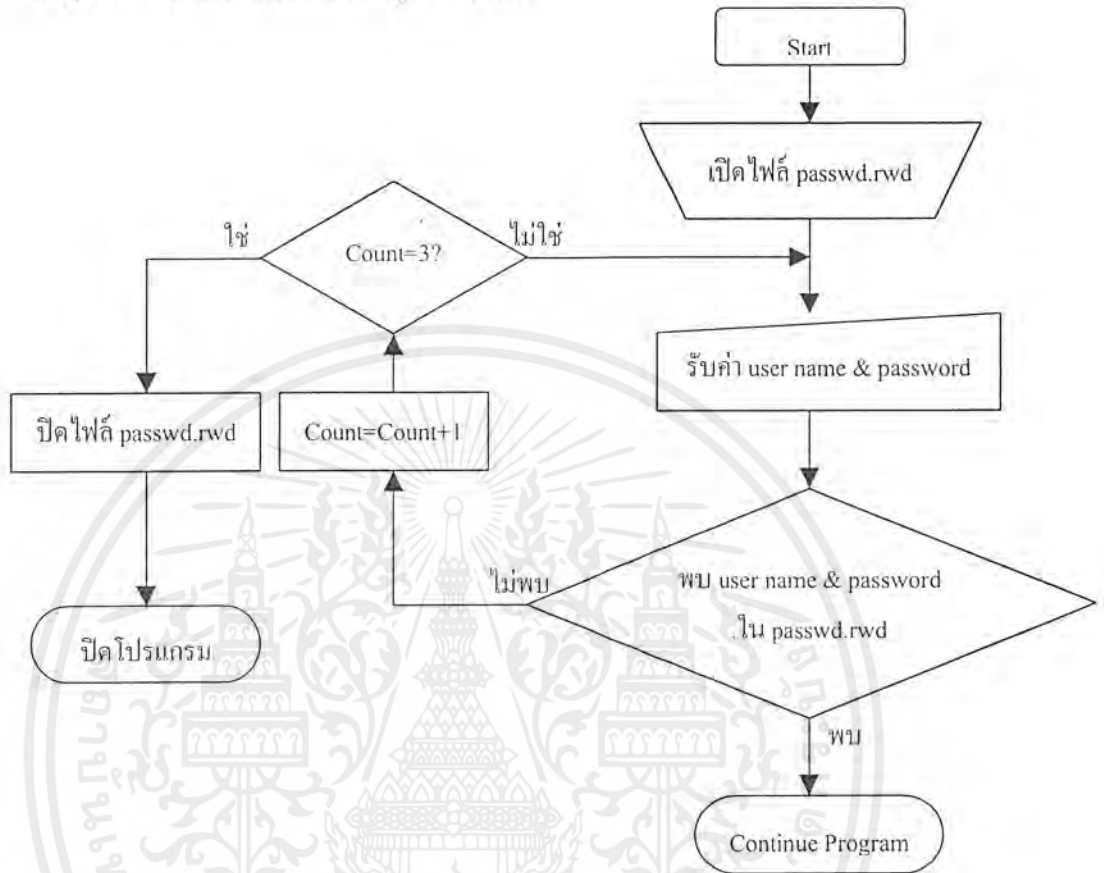 Start
เปิดไฟล์ passwd.rwd
Count=3?
ใช่
ไม่ใช่
รับค่า user name & password
ปิดไฟล์ passwd.rwd
Count=Count+1
พบ user name & password
ใน passwd.rwd
ไม่พบ
พบ
ปิดโปรแกรม
Continue Program